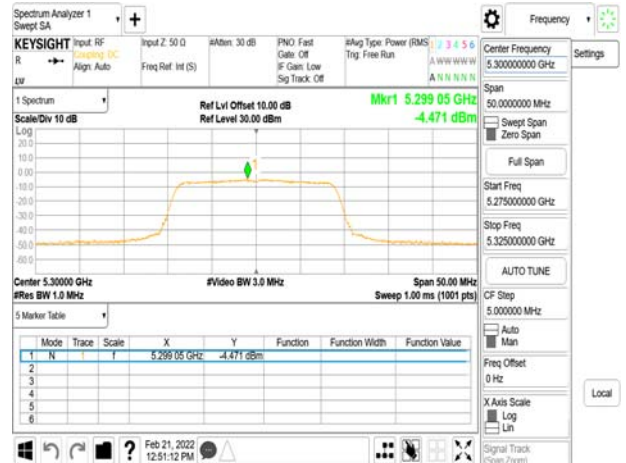 Spectrum Analyzer 1
Swept SA
Frequency
KEYSIGHT
R
Input: RF
Coupling: DC
Align: Auto
Input Z: 50 Ω
Freq Ref: Int (S)
#Atten: 30 dB
PNO: Fast
Gate: Off
IF Gain: Low
Sig Track: Off
#Avg Type: Power (RMS
Trig: Free Run
1 2 3 4 5 6
A W W W W W
A N N N N N
1 Spectrum
Scale/Div 10 dB
Ref Lvl Offset 10.00 dB
Ref Level 30.00 dBm
Mkr1 5.299 05 GHz
-4.471 dBm
Log
20.0
10.0
0.00
-10.0
-20.0
-30.0
-40.0
-50.0
-60.0
1
Center 5.30000 GHz
#Res BW 1.0 MHz
#Video BW 3.0 MHz
Span 50.00 MHz
Sweep 1.00 ms (1001 pts)
5 Marker Table
Mode Trace Scale X Y Function Function Width Function Value
1 N 1 f 5.299 05 GHz -4.471 dBm
2
3
4
5
6
Feb 21, 2022
12:51:12 PM
Center Frequency
5.300000000 GHz
Settings
Span
50.0000000 MHz
Swept Span
Zero Span
Full Span
Start Freq
5.275000000 GHz
Stop Freq
5.325000000 GHz
AUTO TUNE
CF Step
5.000000 MHz
Auto
Man
Freq Offset
0 Hz
X Axis Scale
Log
Lin
Local
Signal Track
(Span Zoom)